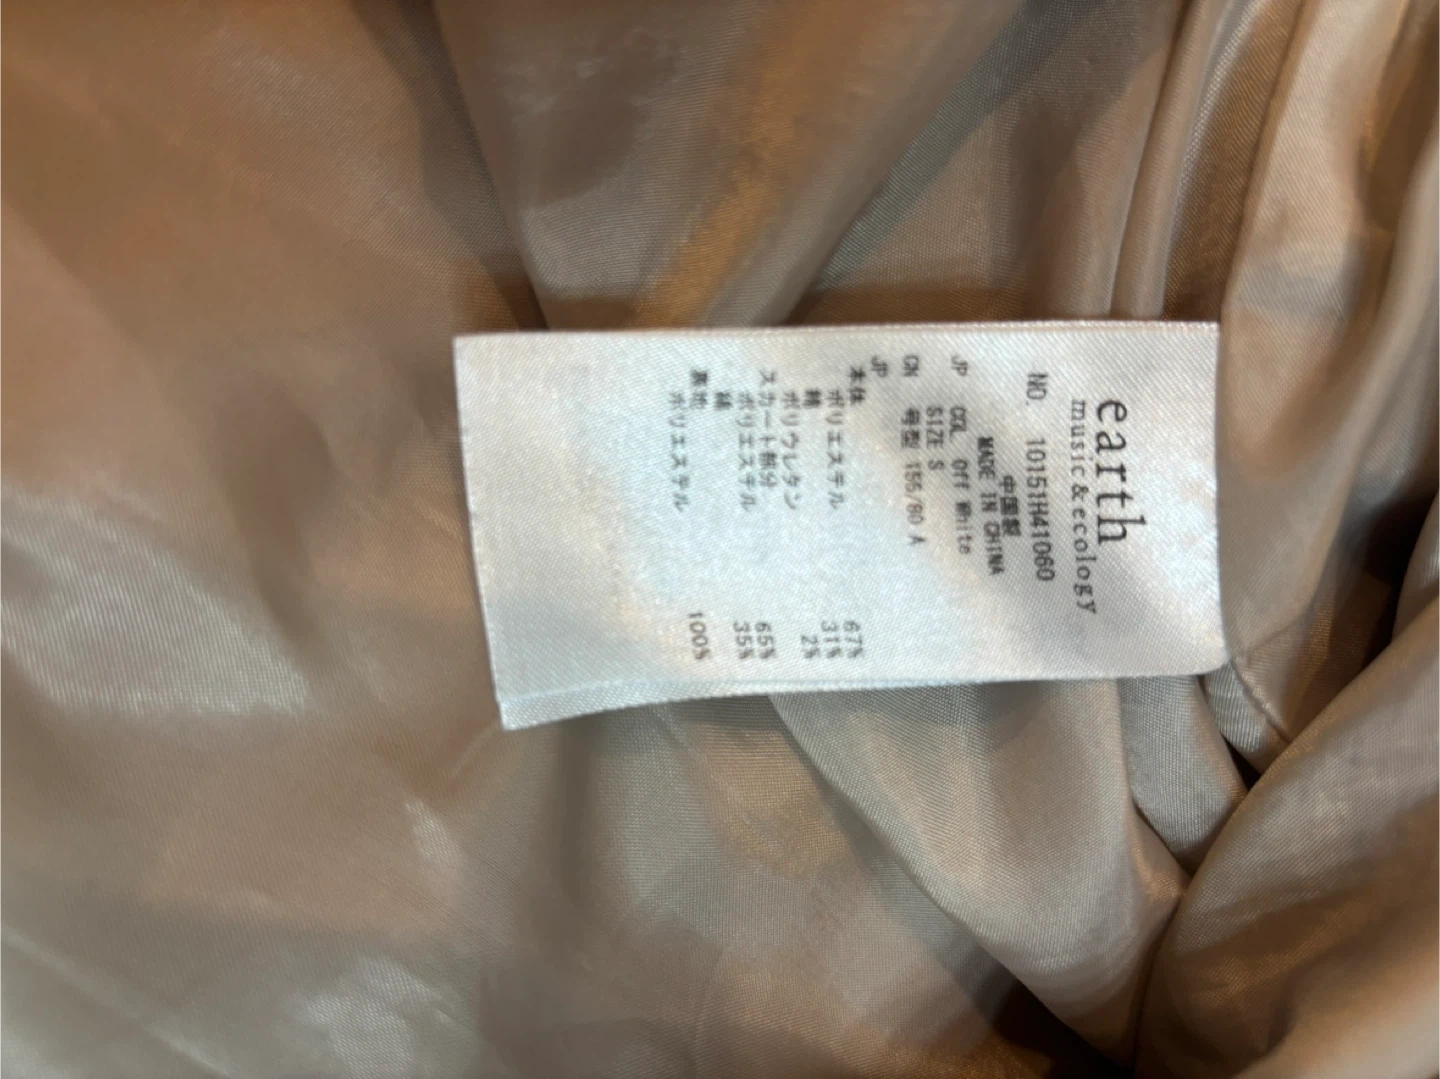 earth
music&ecology
NO. 10151H41060
中国製
MADE IN CHINA
JP COL Off White
SIZE S
CN 号型 155/80 A
JP
本体
ポリエステル 67%
綿 31%
ポリウレタン 2%
スカート部分
ポリエステル 65%
綿 35%
裏地
ポリエステル 100%